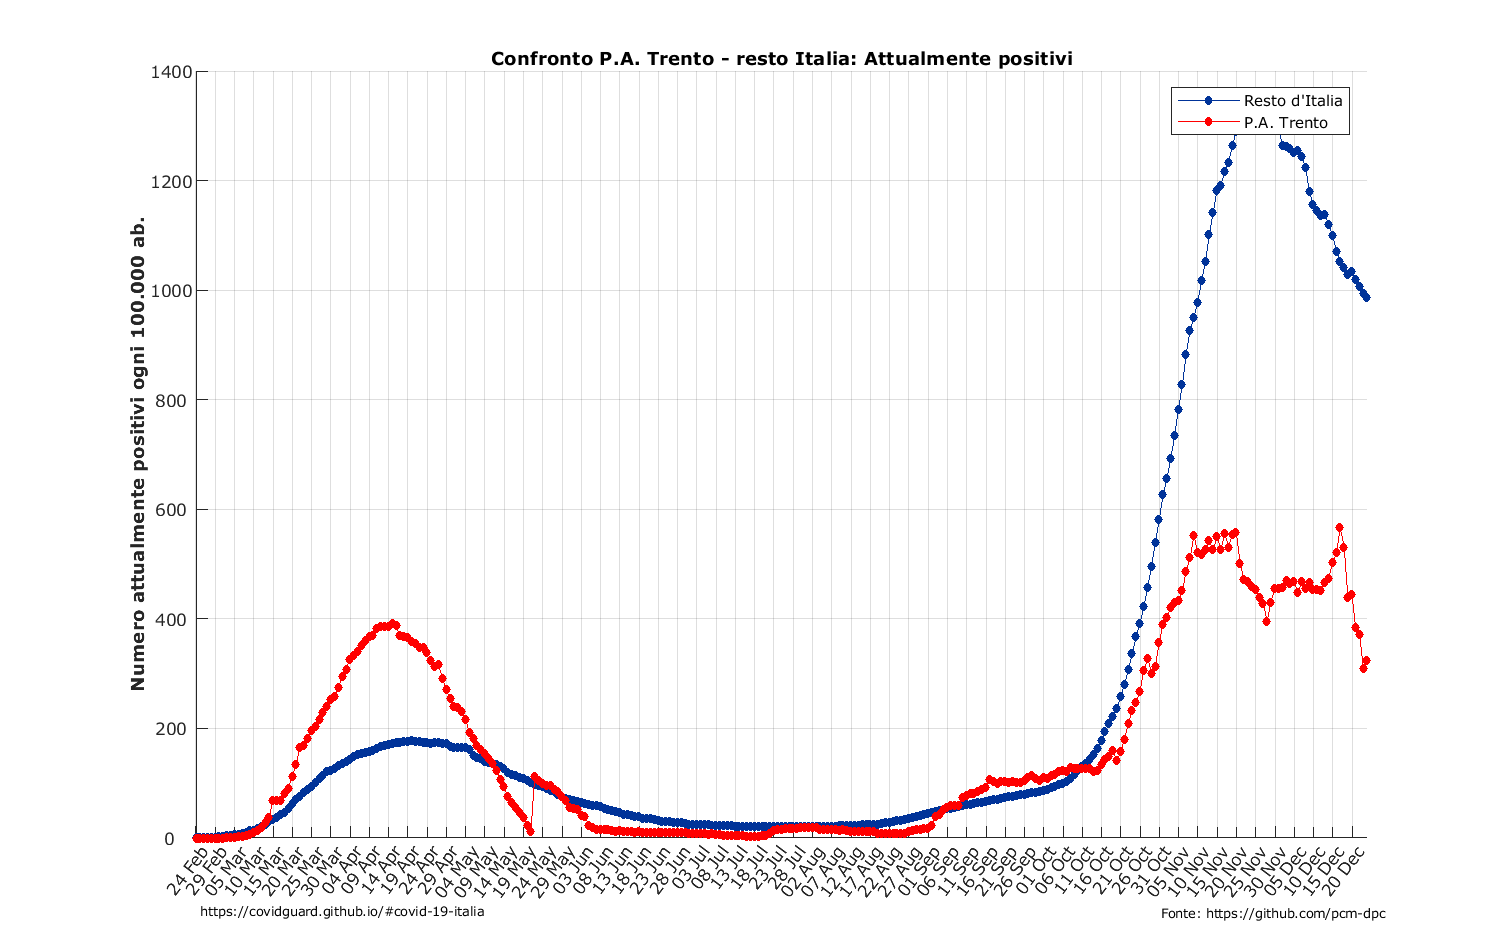 Confronto P.A. Trento - resto Italia: Attualmente positivi
Resto d'Italia
P.A. Trento
Numero attualmente positivi ogni 100.000 ab.
1400
1200
1000
800
600
400
200
0
24 Feb
29 Feb
05 Mar
10 Mar
15 Mar
20 Mar
25 Mar
30 Mar
04 Apr
09 Apr
14 Apr
19 Apr
24 Apr
29 Apr
04 May
09 May
14 May
19 May
24 May
29 May
03 Jun
08 Jun
13 Jun
18 Jun
23 Jun
28 Jun
03 Jul
08 Jul
13 Jul
18 Jul
23 Jul
28 Jul
02 Aug
07 Aug
12 Aug
17 Aug
22 Aug
27 Aug
01 Sep
06 Sep
11 Sep
16 Sep
21 Sep
26 Sep
01 Oct
06 Oct
11 Oct
16 Oct
21 Oct
26 Oct
31 Oct
05 Nov
10 Nov
15 Nov
20 Nov
25 Nov
30 Nov
05 Dec
10 Dec
15 Dec
20 Dec
https://covidguard.github.io/#covid-19-italia
Fonte: https://github.com/pcm-dpc